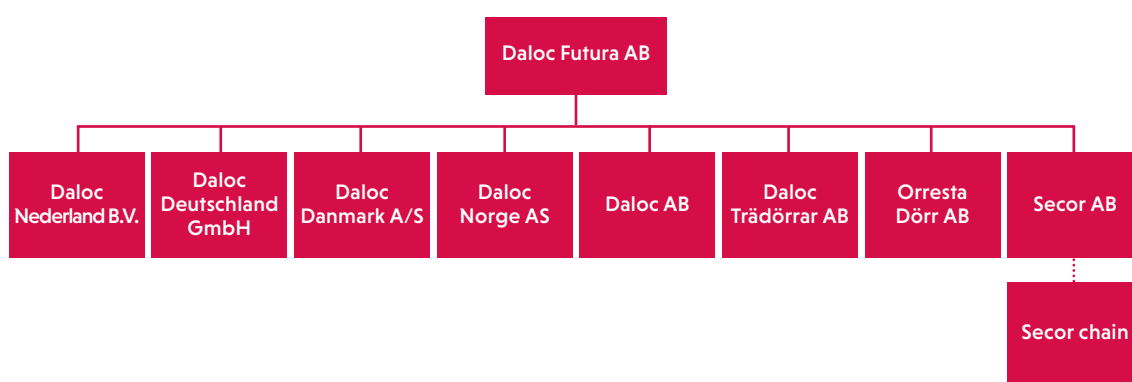 Daloc Futura AB
Daloc
Nederland B.V.
Daloc
Deutschland
GmbH
Daloc
Danmark A/S
Daloc
Norge AS
Daloc AB
Daloc
Trädörrar AB
Orresta
Dörr AB
Secor AB
Secor chain